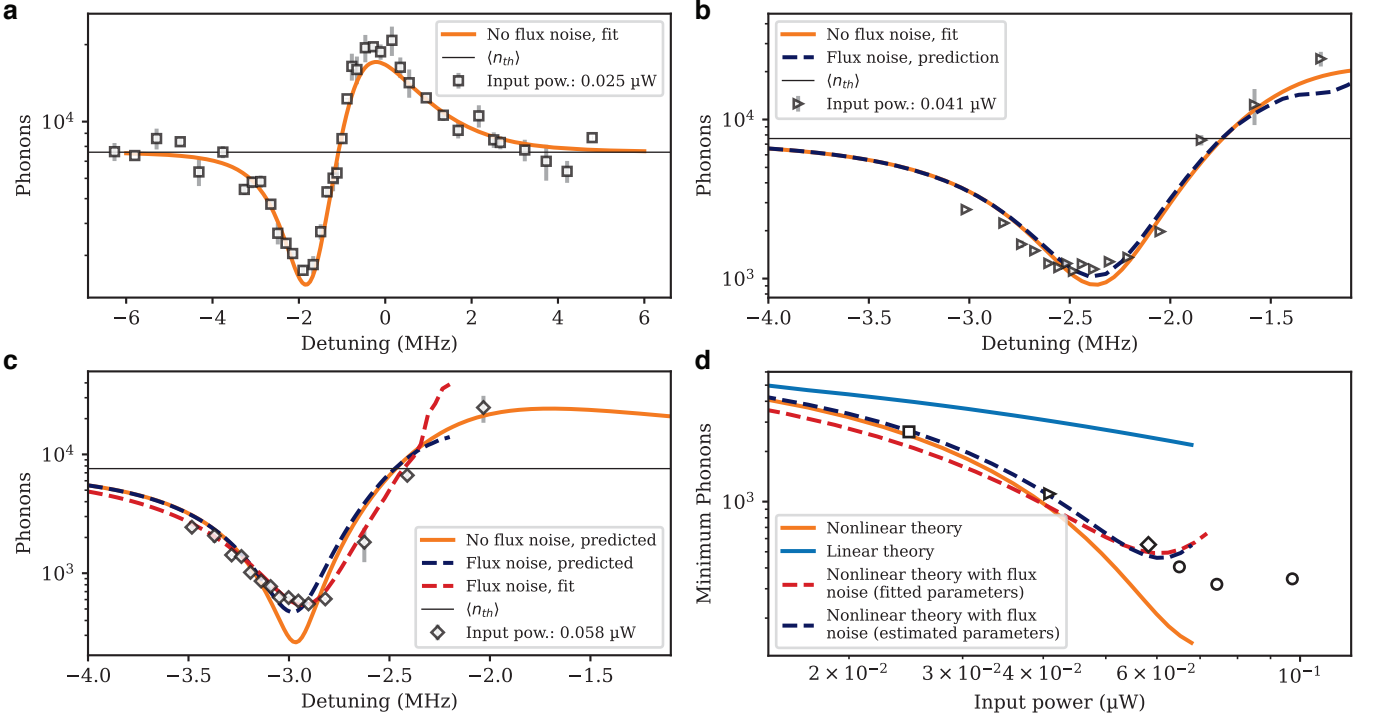 a
No flux noise, fit
⟨n_th⟩
Input pow.: 0.025 μW
10^4
Phonons
−6 −4 −2 0 2 4 6
Detuning (MHz)
b
No flux noise, fit
Flux noise, prediction
⟨n_th⟩
Input pow.: 0.041 μW
10^4
10^3
Phonons
−4.0 −3.5 −3.0 −2.5 −2.0 −1.5
Detuning (MHz)
c
10^4
10^3
Phonons
No flux noise, predicted
Flux noise, predicted
Flux noise, fit
⟨n_th⟩
Input pow.: 0.058 μW
−4.0 −3.5 −3.0 −2.5 −2.0 −1.5
Detuning (MHz)
d
10^3
Minimum Phonons
Nonlinear theory
Linear theory
Nonlinear theory with flux
noise (fitted parameters)
Nonlinear theory with flux
noise (estimated parameters)
2 × 10^−2 3 × 10^−2 4 × 10^−2 6 × 10^−2 10^−1
Input power (μW)